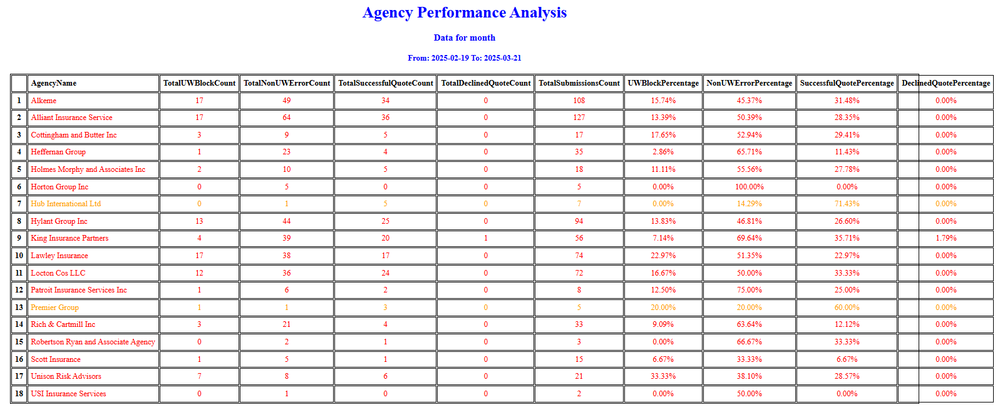 Agency Performance Analysis
Data for month
From: 2025-02-19 To: 2025-03-21
AgencyName TotalUWBlockCount TotalNonUWErrorCount TotalSuccessfulQuoteCount TotalDeclinedQuoteCount TotalSubmissionsCount UWBlockPercentage NonUWErrorPercentage SuccessfulQuotePercentage DeclinedQuotePercentage
1 Alkeme 17 49 34 0 108 15.74% 45.37% 31.48% 0.00%
2 Alliant Insurance Service 17 64 36 0 127 13.39% 50.39% 28.35% 0.00%
3 Cottingham and Butter Inc 3 9 5 0 17 17.65% 52.94% 29.41% 0.00%
4 Heffernan Group 1 23 4 0 35 2.86% 65.71% 11.43% 0.00%
5 Holmes Morphy and Associates Inc 2 10 5 0 18 11.11% 55.56% 27.78% 0.00%
6 Horton Group Inc 0 5 0 0 5 0.00% 100.00% 0.00% 0.00%
7 Hub International Ltd 0 1 5 0 7 0.00% 14.29% 71.43% 0.00%
8 Hylant Group Inc 13 44 25 0 94 13.83% 46.81% 26.60% 0.00%
9 King Insurance Partners 4 39 20 1 56 7.14% 69.64% 35.71% 1.79%
10 Lawley Insurance 17 38 17 0 74 22.97% 51.35% 22.97% 0.00%
11 Locton Cos LLC 12 36 24 0 72 16.67% 50.00% 33.33% 0.00%
12 Patroit Insurance Services Inc 1 6 2 0 8 12.50% 75.00% 25.00% 0.00%
13 Premier Group 1 1 3 0 5 20.00% 20.00% 60.00% 0.00%
14 Rich & Cartmill Inc 3 21 4 0 33 9.09% 63.64% 12.12% 0.00%
15 Robertson Ryan and Associate Agency 0 2 1 0 3 0.00% 66.67% 33.33% 0.00%
16 Scott Insurance 1 5 1 0 15 6.67% 33.33% 6.67% 0.00%
17 Unison Risk Advisors 7 8 6 0 21 33.33% 38.10% 28.57% 0.00%
18 USI Insurance Services 0 1 0 0 2 0.00% 50.00% 0.00% 0.00%